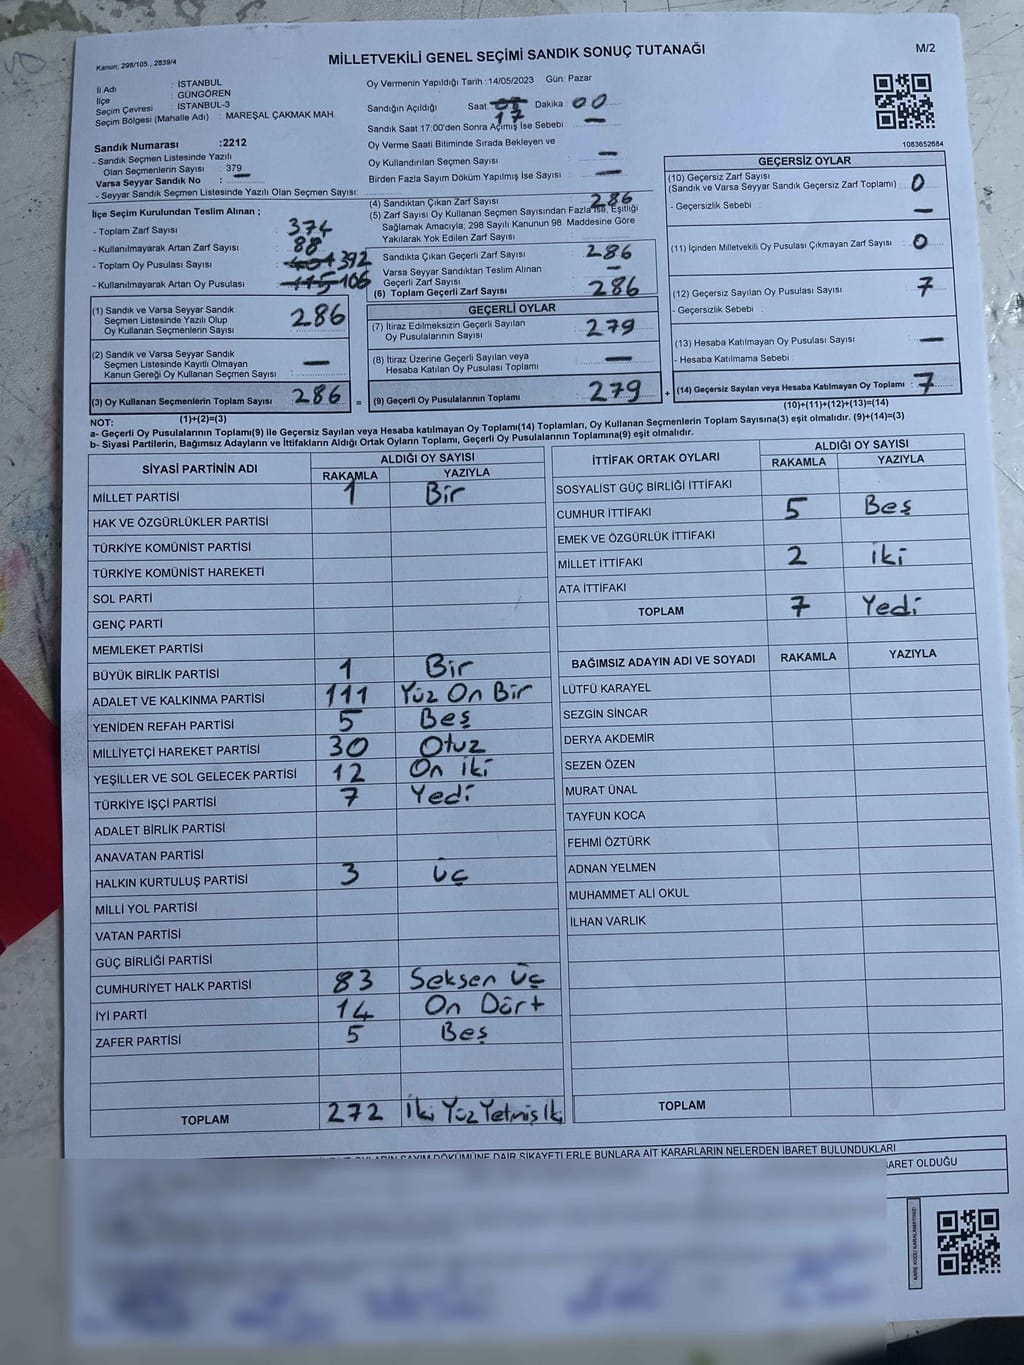 MİLLETVEKİLİ GENEL SEÇİMİ SANDIK SONUÇ TUTANAĞI
M/2
Kanun; 298/105 , 2839/4
İl Adı : İSTANBUL
İlçe : GÜNGÖREN
Seçim Çevresi : İSTANBUL-3
Seçim Bölgesi (Mahalle Adı) : MAREŞAL ÇAKMAK MAH.
Sandık Numarası :2212
- Sandık Seçmen Listesinde Yazılı
Olan Seçmenlerin Sayısı : 379
Varsa Seyyar Sandık No : —
- Seyyar Sandık Seçmen Listesinde Yazılı Olan Seçmen Sayısı:
Oy Vermenin Yapıldığı Tarih :14/05/2023 Gün: Pazar
Sandığın Açıldığı Saat: 17 Dakika : 00
Sandık Saat 17:00'den Sonra Açımış İse Sebebi : —
Oy Verme Saati Bitiminde Sırada Bekleyen ve
Oy Kullandırılan Seçmen Sayısı : —
Birden Fazla Sayım Döküm Yapılmış İse Sayısı : —
1083652684
İlçe Seçim Kurulundan Teslim Alınan ;
- Toplam Zarf Sayısı : 374
- Kullanılmayarak Artan Zarf Sayısı : 88
- Toplam Oy Pusulası Sayısı : 401 392
- Kullanılmayarak Artan Oy Pusulası : 115 106
(4) Sandıktan Çıkan Zarf Sayısı : 286
(5) Zarf Sayısı Oy Kullanan Seçmen Sayısından Fazla İse, Eşitliği
Sağlamak Amacıyla; 298 Sayılı Kanunun 98. Maddesine Göre
Yakılarak Yok Edilen Zarf Sayısı :
Sandıkta Çıkan Geçerli Zarf Sayısı : 286
Varsa Seyyar Sandıktan Teslim Alınan
Geçerli Zarf Sayısı : —
(6) Toplam Geçerli Zarf Sayısı : 286
GEÇERSİZ OYLAR
(10) Geçersiz Zarf Sayısı : 0
(Sandık ve Varsa Seyyar Sandık Geçersiz Zarf Toplamı)
- Geçersizlik Sebebi : —
(11) İçinden Milletvekili Oy Pusulası Çıkmayan Zarf Sayısı : 0
(12) Geçersiz Sayılan Oy Pusulası Sayısı : 7
- Geçersizlik Sebebi :
(13) Hesaba Katılmayan Oy Pusulası Sayısı : —
- Hesaba Katılmama Sebebi :
(14) Geçersiz Sayılan veya Hesaba Katılmayan Oy Toplamı : 7
(10)+(11)+(12)+(13)=(14)
(1) Sandık ve Varsa Seyyar Sandık
Seçmen Listesinde Yazılı Olup
Oy Kullanan Seçmenlerin Sayısı : 286
(2) Sandık ve Varsa Seyyar Sandık
Seçmen Listesinde Kayıtlı Olmayan
Kanun Gereği Oy Kullanan Seçmen Sayısı : —
(3) Oy Kullanan Seçmenlerin Toplam Sayısı : 286 =
(1)+(2)=(3)
GEÇERLİ OYLAR
(7) İtiraz Edilmeksizin Geçerli Sayılan
Oy Pusulalarının Sayısı : 279
(8) İtiraz Üzerine Geçerli Sayılan veya
Hesaba Katılan Oy Pusulası Toplamı : —
(9) Geçerli Oy Pusulalarının Toplamı : 279 +
NOT:
a- Geçerli Oy Pusulalarının Toplamı(9) ile Geçersiz Sayılan veya Hesaba katılmayan Oy Toplamı(14) Toplamları, Oy Kullanan Seçmenlerin Toplam Sayısına(3) eşit olmalıdır. (9)+(14)=(3)
b- Siyasi Partilerin, Bağımsız Adayların ve İttifakların Aldığı Ortak Oyların Toplamı, Geçerli Oy Pusulalarının Toplamına(9) eşit olmalıdır.
SİYASİ PARTİNİN ADI ALDIĞI OY SAYISI
RAKAMLA YAZIYLA
MİLLET PARTİSİ 1 Bir
HAK VE ÖZGÜRLÜKLER PARTİSİ
TÜRKİYE KOMÜNİST PARTİSİ
TÜRKİYE KOMÜNİST HAREKETİ
SOL PARTİ
GENÇ PARTİ
MEMLEKET PARTİSİ
BÜYÜK BİRLİK PARTİSİ 1 Bir
ADALET VE KALKINMA PARTİSİ 111 Yüz On Bir
YENİDEN REFAH PARTİSİ 5 Beş
MİLLİYETÇİ HAREKET PARTİSİ 30 Otuz
YEŞİLLER VE SOL GELECEK PARTİSİ 12 On iki
TÜRKİYE İŞÇİ PARTİSİ 7 Yedi
ADALET BİRLİK PARTİSİ
ANAVATAN PARTİSİ
HALKIN KURTULUŞ PARTİSİ 3 üç
MİLLİ YOL PARTİSİ
VATAN PARTİSİ
GÜÇ BİRLİĞİ PARTİSİ
CUMHURİYET HALK PARTİSİ 83 Seksen Üç
İYİ PARTİ 14 On Dört
ZAFER PARTİSİ 5 Beş
TOPLAM 272 İki Yüz Yetmiş İki
İTTİFAK ORTAK OYLARI ALDIĞI OY SAYISI
RAKAMLA YAZIYLA
SOSYALİST GÜÇ BİRLİĞİ İTTİFAKI
CUMHUR İTTİFAKI 5 Beş
EMEK VE ÖZGÜRLÜK İTTİFAKI
MİLLET İTTİFAKI 2 iki
ATA İTTİFAKI
TOPLAM 7 Yedi
BAĞIMSIZ ADAYIN ADI VE SOYADI RAKAMLA YAZIYLA
LÜTFÜ KARAYEL
SEZGİN SİNCAR
DERYA AKDEMİR
SEZEN ÖZEN
MURAT ÜNAL
TAYFUN KOCA
FEHMİ ÖZTÜRK
ADNAN YELMEN
MUHAMMET ALİ OKUL
İLHAN VARLIK
TOPLAM
SAYIM DÖKÜMÜNE DAİR ŞİKAYETLERLE BUNLARA AİT KARARLARIN NELERDEN İBARET BULUNDUKLARI
BARET OLDUĞU
KARE KODU KARALAMAYINIZ!